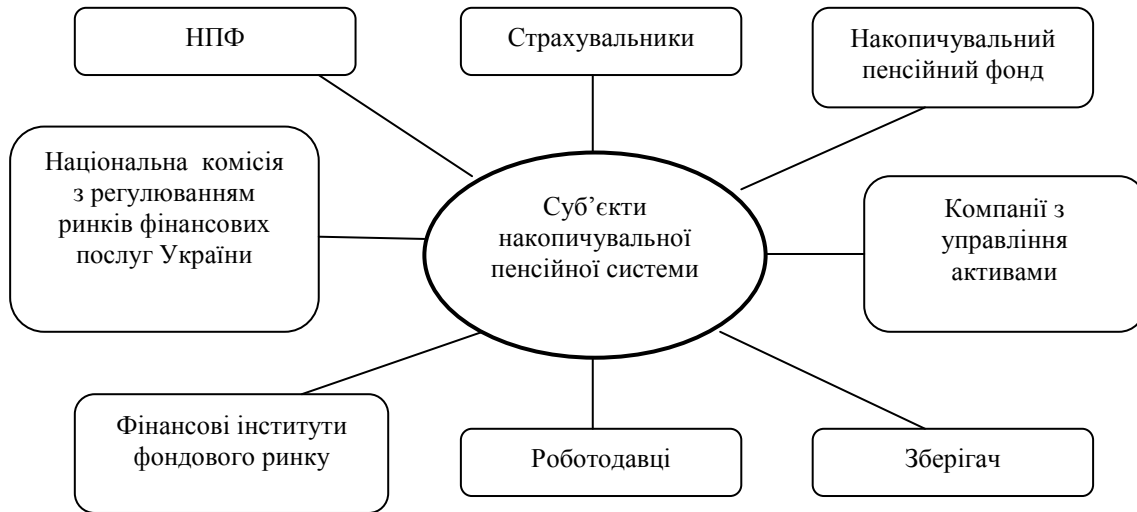 НПФ
Страхувальники
Накопичувальний
пенсійний фонд
Національна комісія
з регулюванням
ринків фінансових
послуг України
Суб’єкти
накопичувальної
пенсійної системи
Компанії з
управління
активами
Фінансові інститути
фондового ринку
Роботодавці
Зберігач